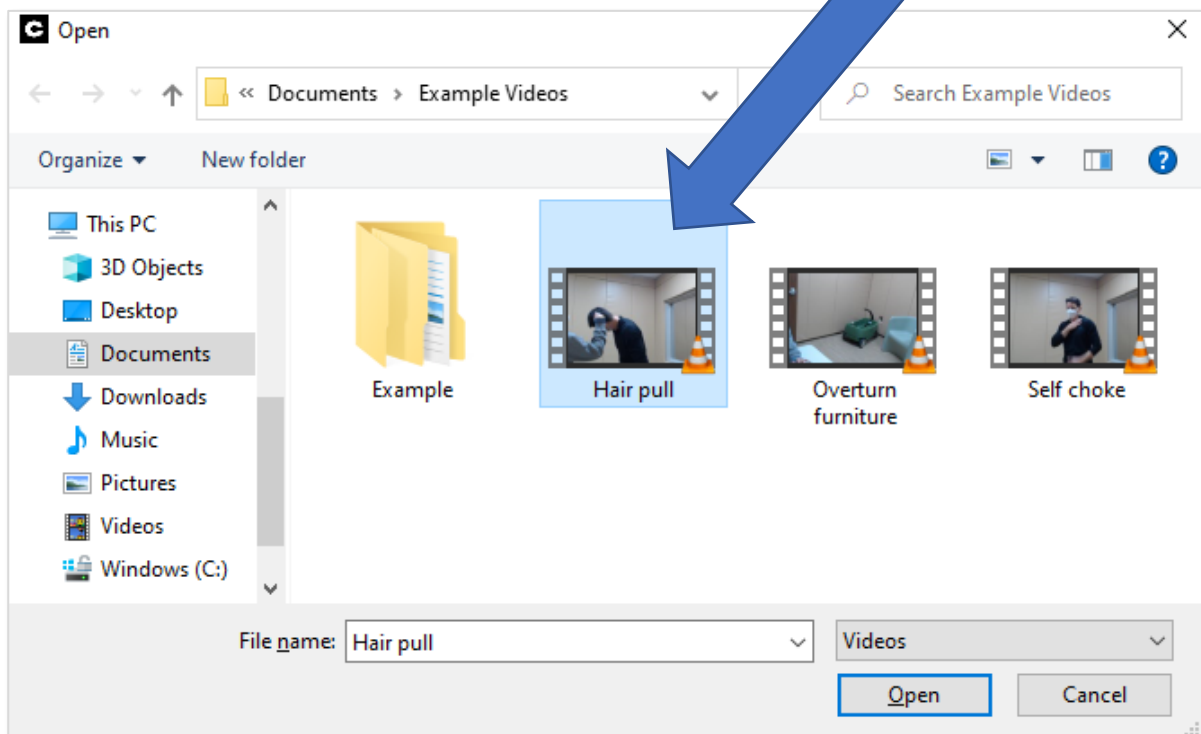 C Open
« Documents > Example Videos
Search Example Videos
Organize
New folder
?
This PC
3D Objects
Desktop
Documents
Downloads
Music
Pictures
Videos
Windows (C:)
Example
Hair pull
Overturn
furniture
Self choke
File name: Hair pull
Videos
Open
Cancel